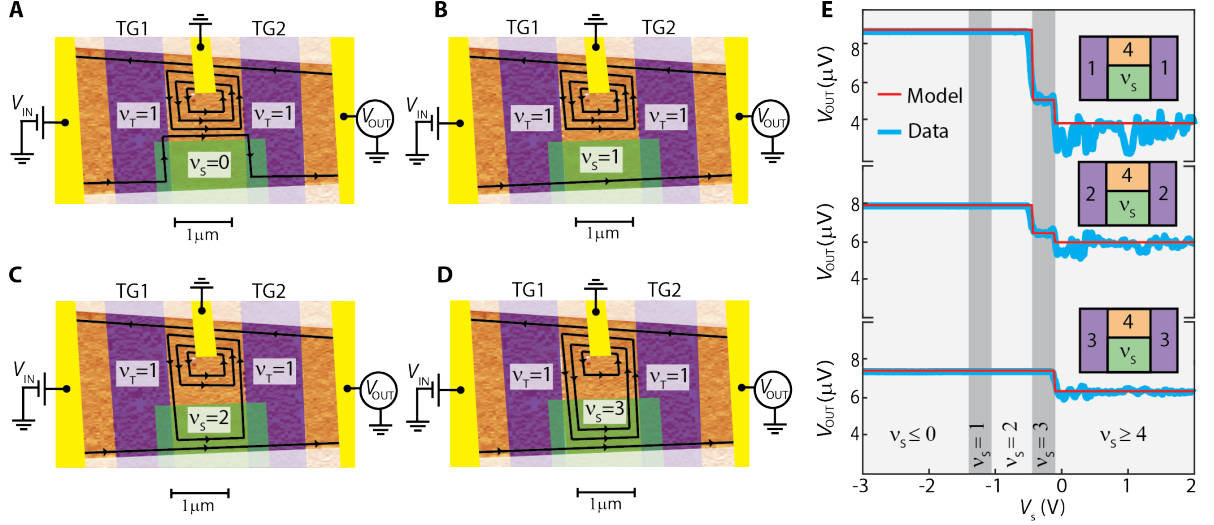 A
TG1
TG2
V_IN
ν_T=1
ν_T=1
V_OUT
ν_S=0
1μm
B
TG1
TG2
V_IN
ν_T=1
ν_T=1
V_OUT
ν_S=1
1μm
C
TG1
TG2
V_IN
ν_T=1
ν_T=1
V_OUT
ν_S=2
1μm
D
TG1
TG2
V_IN
ν_T=1
ν_T=1
V_OUT
ν_S=3
1μm
E
V_OUT (μV)
8
6
4
Model
Data
1
4
ν_S
1
V_OUT (μV)
8
6
4
2
4
ν_S
2
V_OUT (μV)
8
6
4
3
4
ν_S
3
ν_S ≤ 0
ν_S = 1
ν_S = 2
ν_S = 3
ν_S ≥ 4
-3
-2
-1
0
1
2
V_s (V)